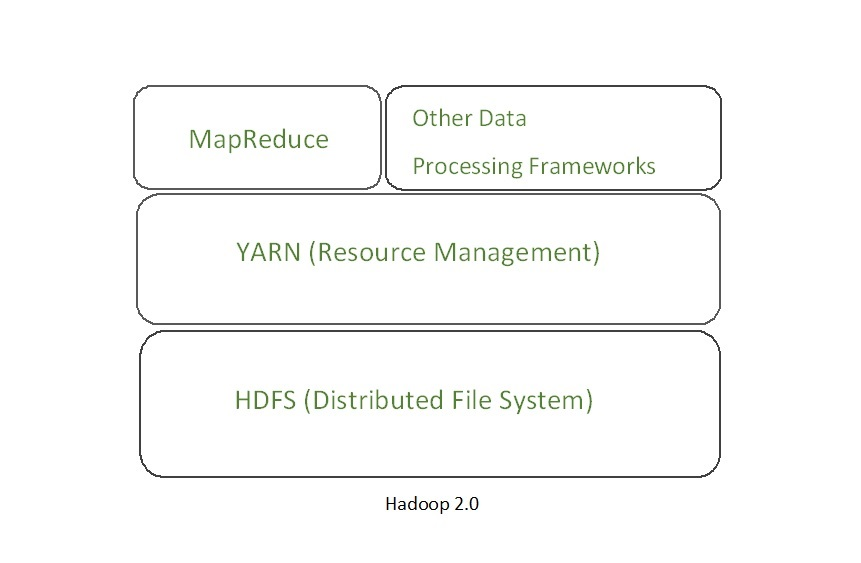 MapReduce
Other Data
Processing Frameworks
YARN (Resource Management)
HDFS (Distributed File System)
Hadoop 2.0